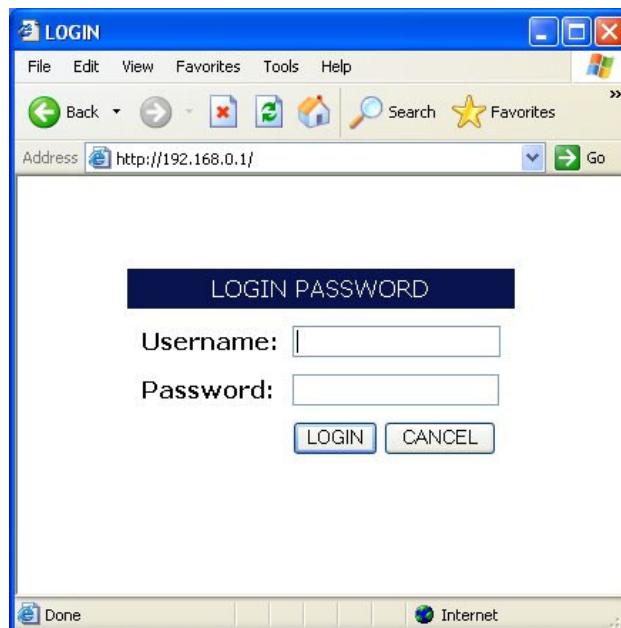 LOGIN
File Edit View Favorites Tools Help
Back Search Favorites »
Address http://192.168.0.1/ Go
LOGIN PASSWORD
Username:
Password:
LOGIN CANCEL
Done Internet